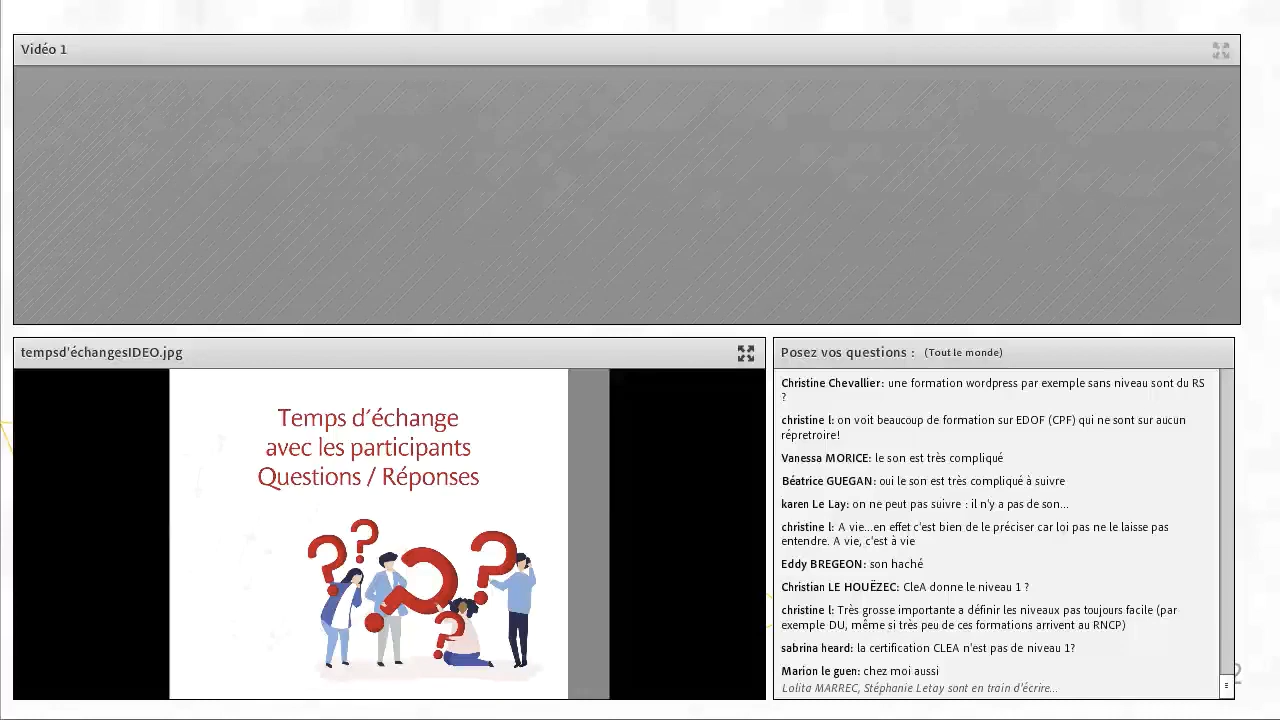 Vidéo 1
tempsd'échangesIDEO.jpg
Temps d'échange
avec les participants
Questions / Réponses
Posez vos questions : (Tout le monde)
Christine Chevallier: une formation wordpress par exemple sans niveau sont du RS
?
christine l: on voit beaucoup de formation sur EDOF (CPF) qui ne sont sur aucun
répretroire!
Vanessa MORICE: le son est très compliqué
Béatrice GUEGAN: oui le son est très compliqué à suivre
karen Le Lay: on ne peut pas suivre : il n'y a pas de son...
christine l: A vie...en effet c'est bien de le préciser car loi pas ne le laisse pas
entendre. A vie, c'est à vie
Eddy BREGEON: son haché
Christian LE HOUËZEC: CleA donne le niveau 1 ?
christine l: Très grosse importante a définir les niveaux pas toujours facile (par
exemple DU, même si très peu de ces formations arrivent au RNCP)
sabrina heard: la certification CLEA n'est pas de niveau 1?
Marion le guen: chez moi aussi
Lolita MARREC, Stéphanie Letay sont en train d'écrire...
2